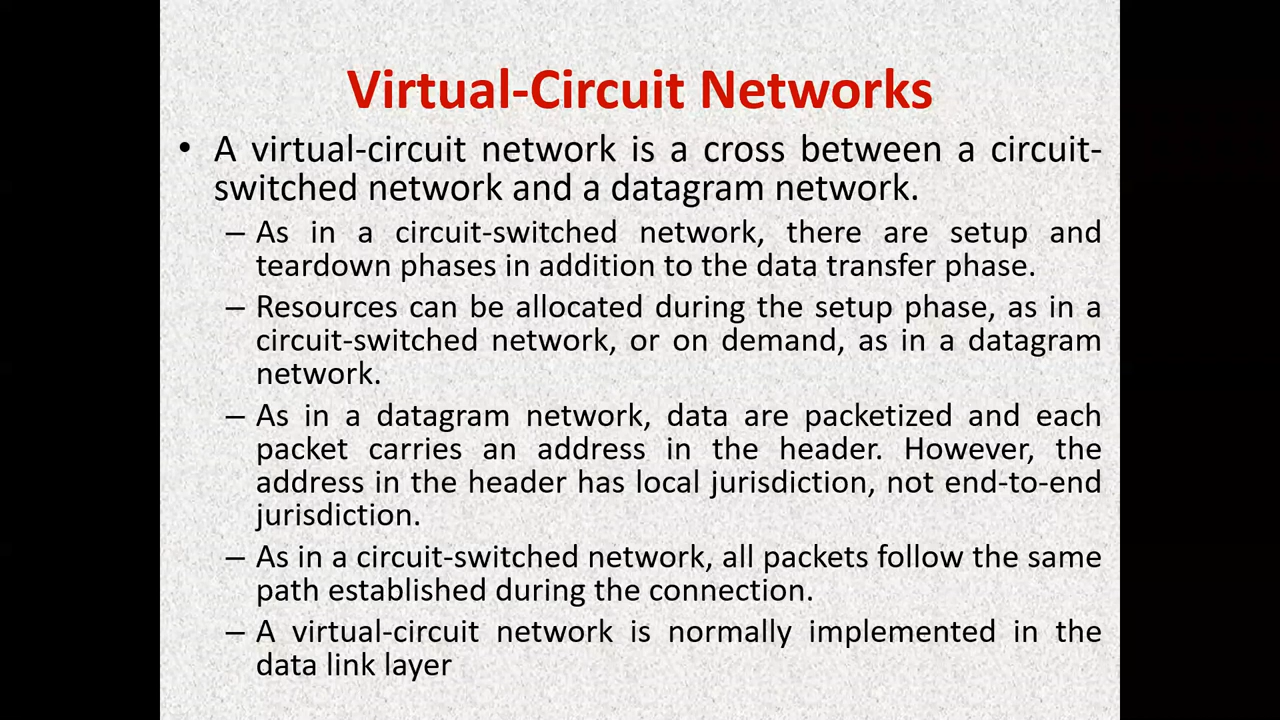 Virtual-Circuit Networks
• A virtual-circuit network is a cross between a circuit-
switched network and a datagram network.
– As in a circuit-switched network, there are setup and
teardown phases in addition to the data transfer phase.
– Resources can be allocated during the setup phase, as in a
circuit-switched network, or on demand, as in a datagram
network.
– As in a datagram network, data are packetized and each
packet carries an address in the header. However, the
address in the header has local jurisdiction, not end-to-end
jurisdiction.
– As in a circuit-switched network, all packets follow the same
path established during the connection.
– A virtual-circuit network is normally implemented in the
data link layer